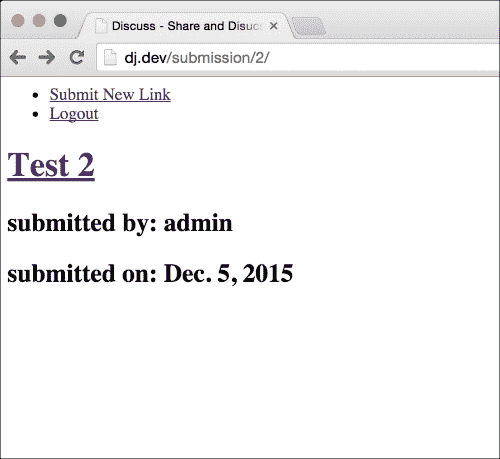 Discuss - Share and Disuc
dj.dev/submission/2/
Submit New Link
Logout
Test 2
submitted by: admin
submitted on: Dec. 5, 2015